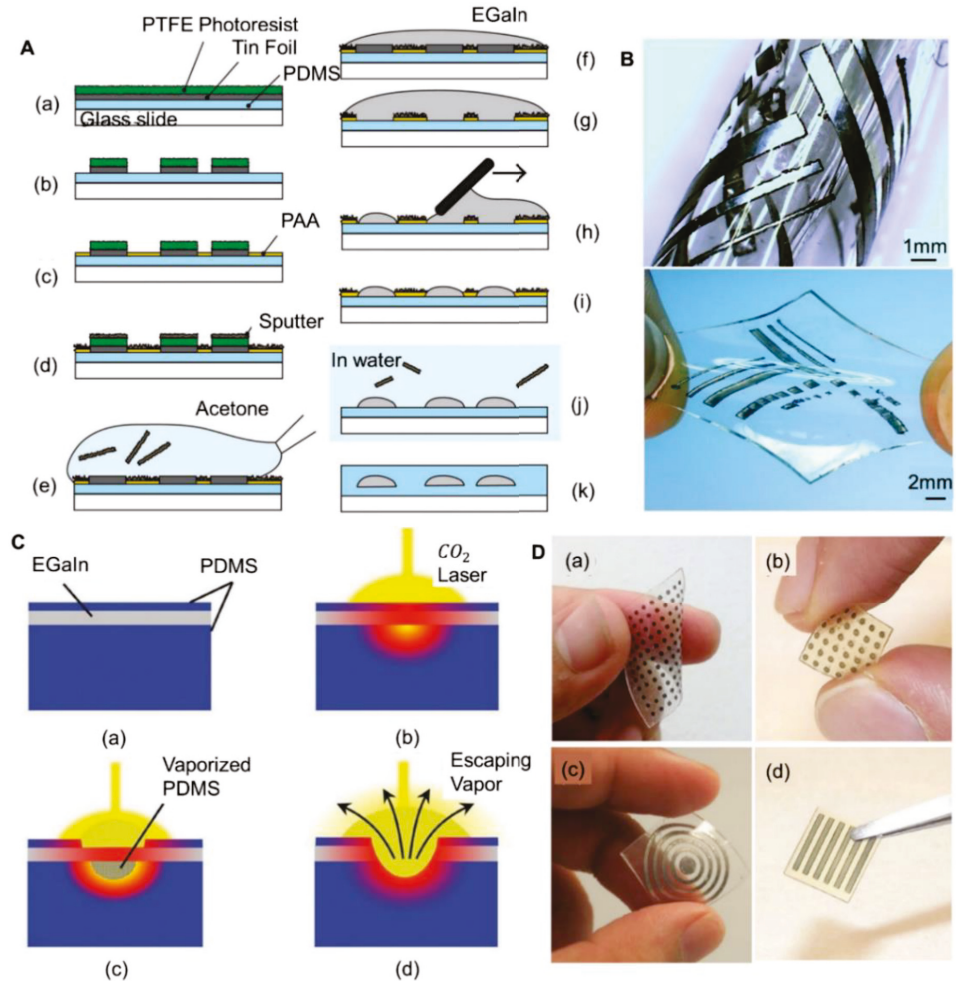 A
PTFE Photoresist
Tin Foil
PDMS
(a)
Glass slide
(b)
(c)
PAA
(d)
Sputter
Acetone
(e)
EGaIn
(f)
(g)
(h)
(i)
In water
(j)
(k)
B
1mm
2mm
C
EGaIn
PDMS
(a)
CO₂
Laser
(b)
Vaporized
PDMS
(c)
Escaping
Vapor
(d)
D
(a)
(b)
(c)
(d)